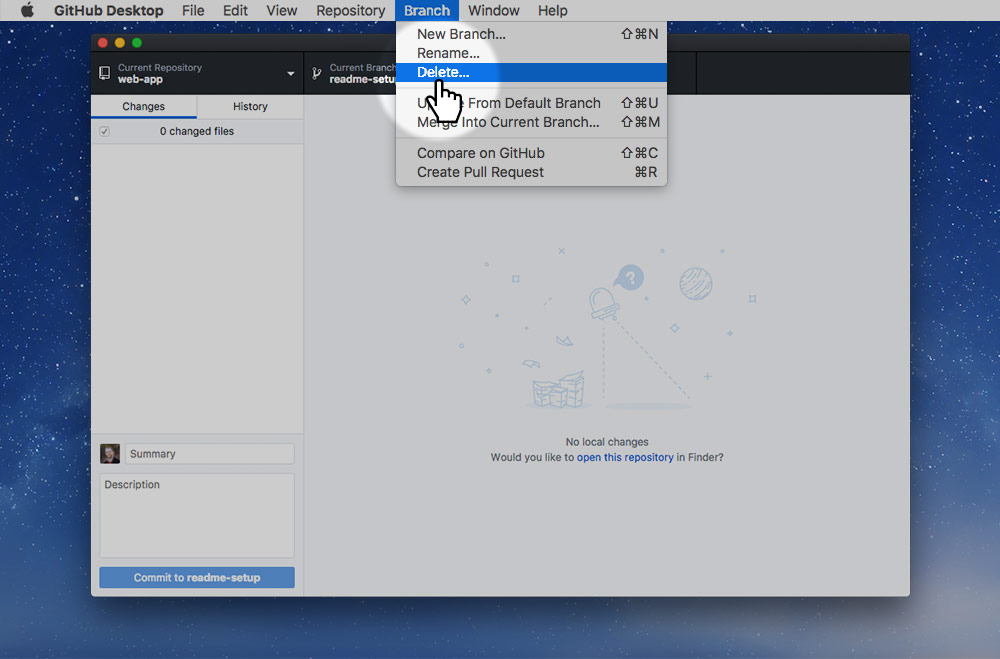 GitHub Desktop File Edit View Repository Branch Window Help
New Branch... ⇧⌘N
Rename...
Delete...
From Default Branch ⇧⌘U
Merge Into Current Branch... ⇧⌘M
Compare on GitHub ⇧⌘C
Create Pull Request ⌘R
Current Repository
web-app
Current Branch
readme-setup
Changes History
0 changed files
?
No local changes
Would you like to open this repository in Finder?
Summary
Description
Commit to readme-setup